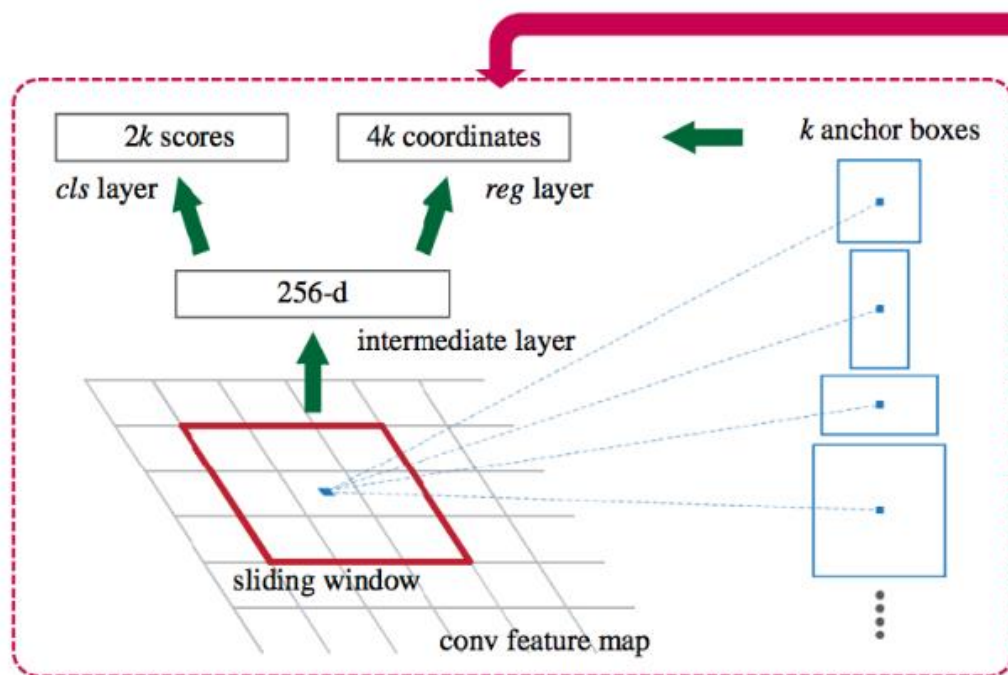 2k scores
4k coordinates
k anchor boxes
cls layer
reg layer
256-d
intermediate layer
sliding window
conv feature map